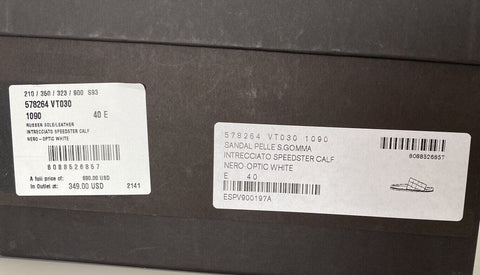 210 / 350 / 323 / 900 S93
578264 VT030
1090 40 E
RUBBER SOLE/LEATHER
INTRECCIATO SPEEDSTER CALF
NERO-OPTIC WHITE
8088526857
A full price of: 690.00 USD
In Outlet at: 349.00 USD 2141
578264 VT030 1090
SANDAL PELLE S.GOMMA
INTRECCIATO SPEEDSTER CALF
NERO-OPTIC WHITE
E 40
ESPV900197A
8088526857